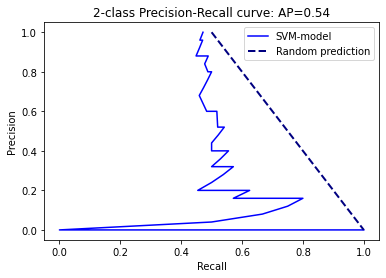 2-class Precision-Recall curve: AP=0.54
SVM-model
Random prediction
Precision
1.0
0.8
0.6
0.4
0.2
0.0
0.0 0.2 0.4 0.6 0.8 1.0
Recall